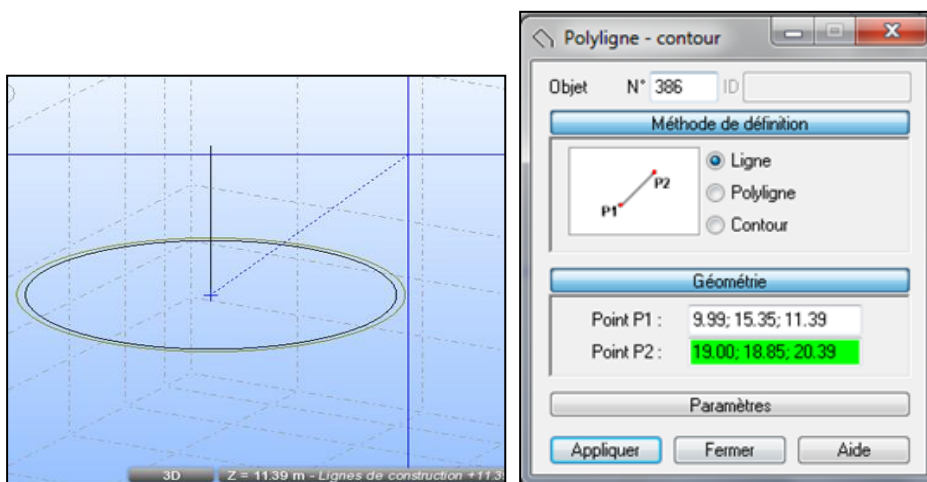 3D
Z = 11.39 m - Lignes de construction +11.39
Polyligne - contour
Objet N° 386 ID
Méthode de définition
P1 P2
Ligne
Polyligne
Contour
Géométrie
Point P1 : 9.99; 15.35; 11.39
Point P2 : 19.00; 18.85; 20.39
Paramètres
Appliquer Fermer Aide